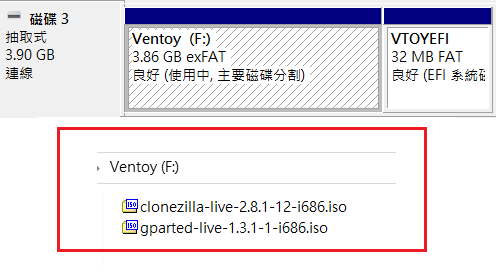 磁碟 3
抽取式
3.90 GB
連線
Ventoy (F:)
3.86 GB exFAT
良好 (使用中, 主要磁碟分割)
VTOYEFI
32 MB FAT
良好 (EFI 系統磁
Ventoy (F:)
clonezilla-live-2.8.1-12-i686.iso
gparted-live-1.3.1-1-i686.iso